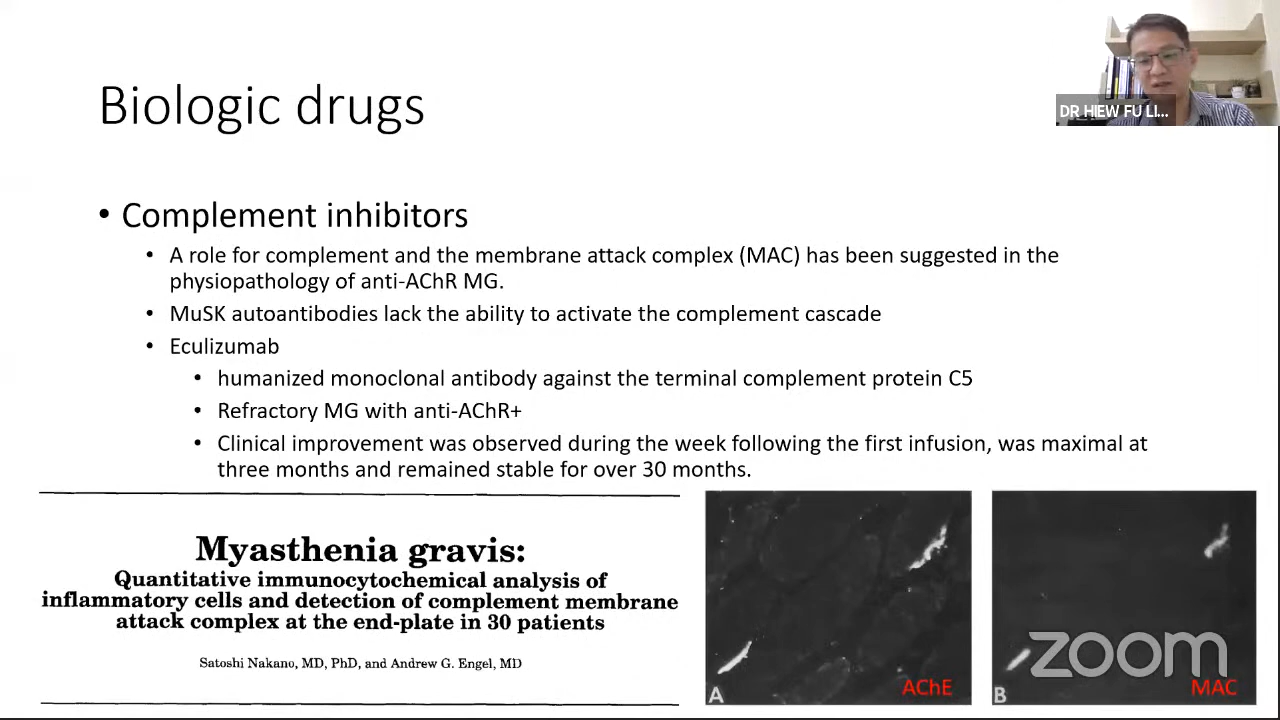 DR HIEW FU LI...
Biologic drugs
• Complement inhibitors
• A role for complement and the membrane attack complex (MAC) has been suggested in the
physiopathology of anti-AChR MG.
• MuSK autoantibodies lack the ability to activate the complement cascade
• Eculizumab
• humanized monoclonal antibody against the terminal complement protein C5
• Refractory MG with anti-AChR+
• Clinical improvement was observed during the week following the first infusion, was maximal at
three months and remained stable for over 30 months.
Myasthenia gravis:
Quantitative immunocytochemical analysis of
inflammatory cells and detection of complement membrane
attack complex at the end-plate in 30 patients
Satoshi Nakano, MD, PhD, and Andrew G. Engel, MD
A
AChE
B
MAC
zoom